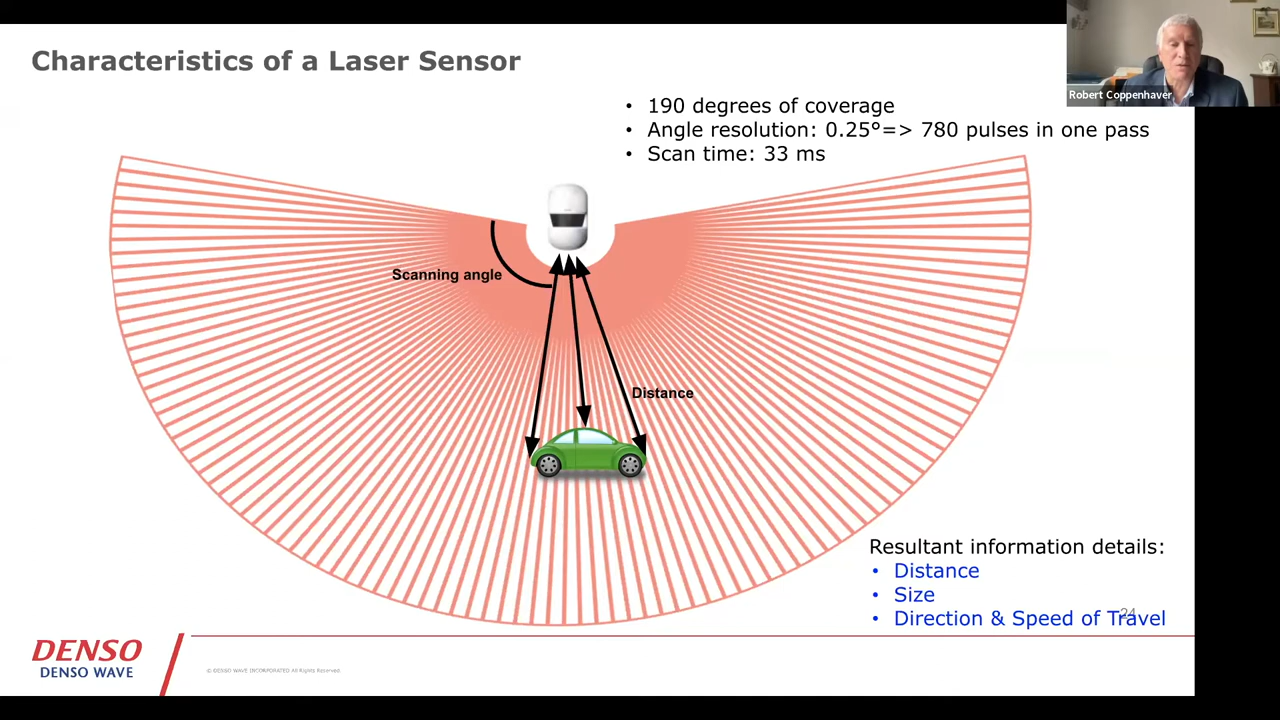 Characteristics of a Laser Sensor
Robert Coppenhaver
• 190 degrees of coverage
• Angle resolution: 0.25°=> 780 pulses in one pass
• Scan time: 33 ms
Scanning angle
Distance
Resultant information details:
• Distance
• Size
• Direction & Speed of Travel
24
DENSO
DENSO WAVE
© DENSO WAVE INCORPORATED All Rights Reserved